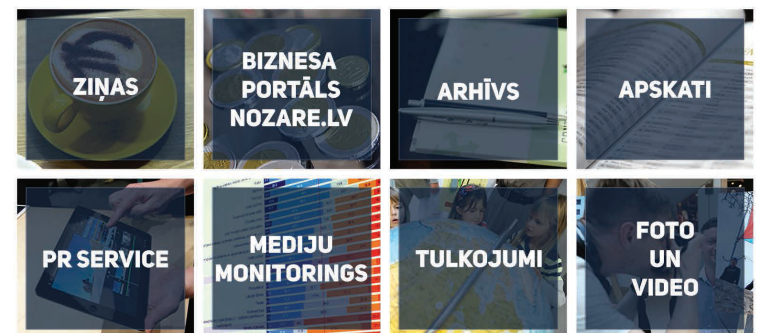 ZIŅAS
BIZNESA
PORTĀLS
NOZARE.LV
ARHĪVS
APSKATI
PR SERVICE
MEDIJU
MONITORINGS
TULKOJUMI
FOTO
UN
VIDEO